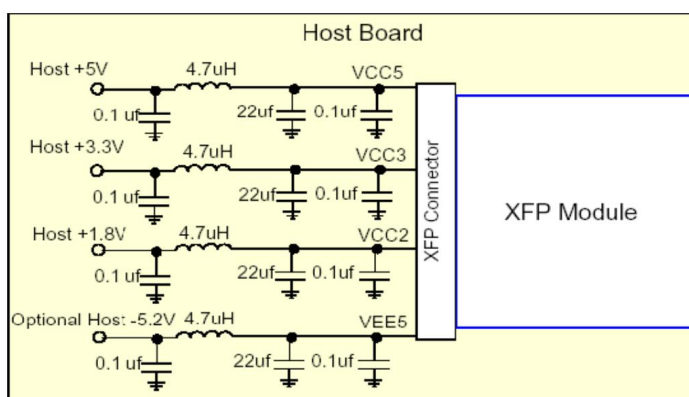 Host Board
Host +5V
4.7uH
VCC5
0.1 uf
22uf
0.1uf
Host +3.3V
4.7uH
VCC3
0.1 uf
22uf
0.1uf
Host +1.8V
4.7uH
VCC2
0.1 uf
22uf
0.1uf
Optional Host -5.2V
4.7uH
VEE5
0.1 uf
22uf
0.1uf
XFP Connector
XFP Module